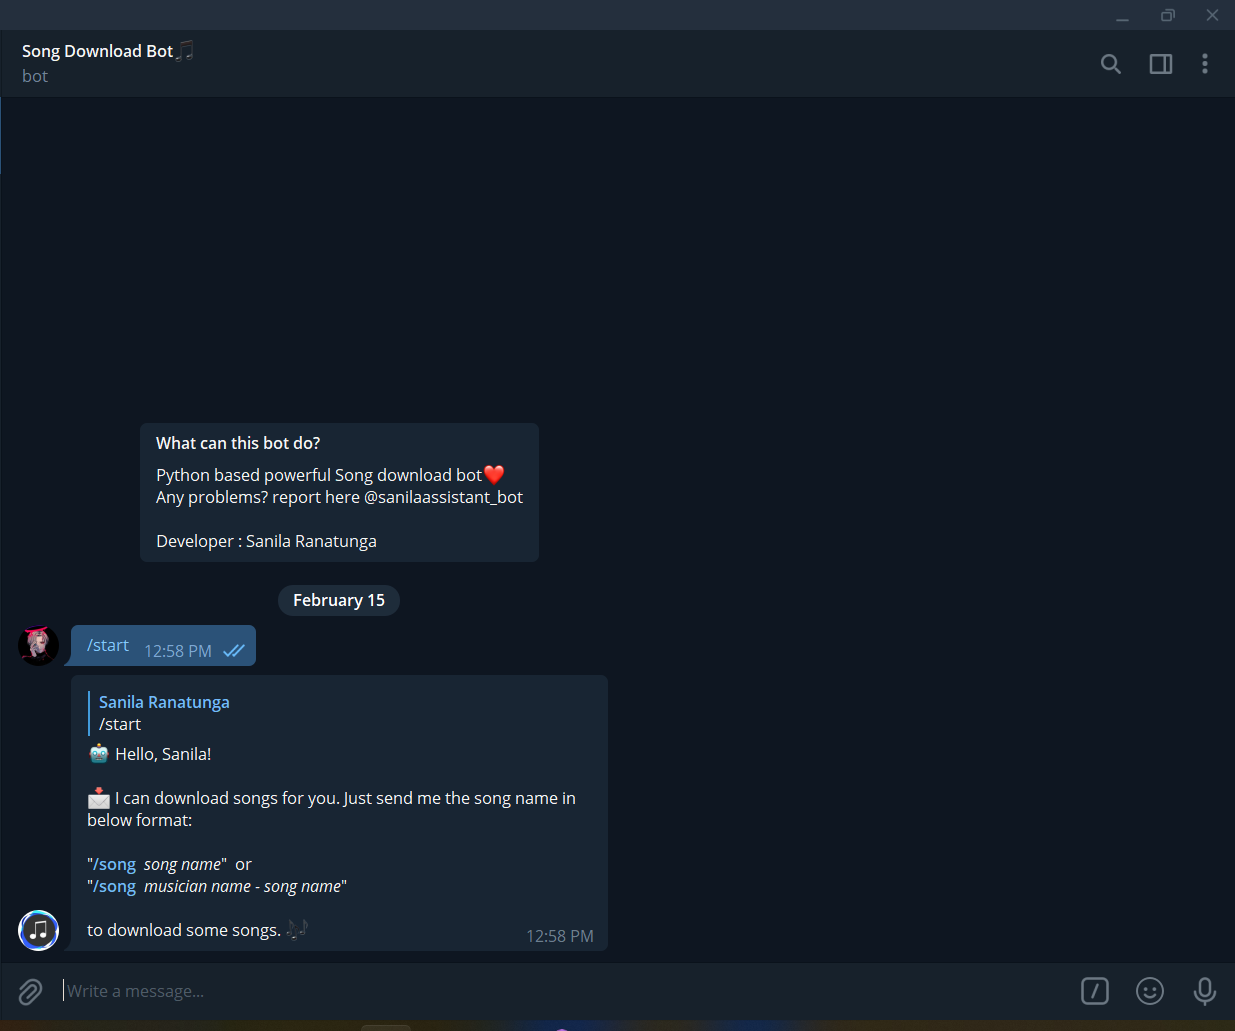 Song Download Bot🎵
bot
What can this bot do?
Python based powerful Song download bot❤️
Any problems? report here @sanilaassistant_bot
Developer : Sanila Ranatunga
February 15
/start 12:58 PM
Sanila Ranatunga
/start
🤖 Hello, Sanila!
📩 I can download songs for you. Just send me the song name in
below format:
"/song song name" or
"/song musician name - song name"
to download some songs. 🎶
12:58 PM
Write a message...